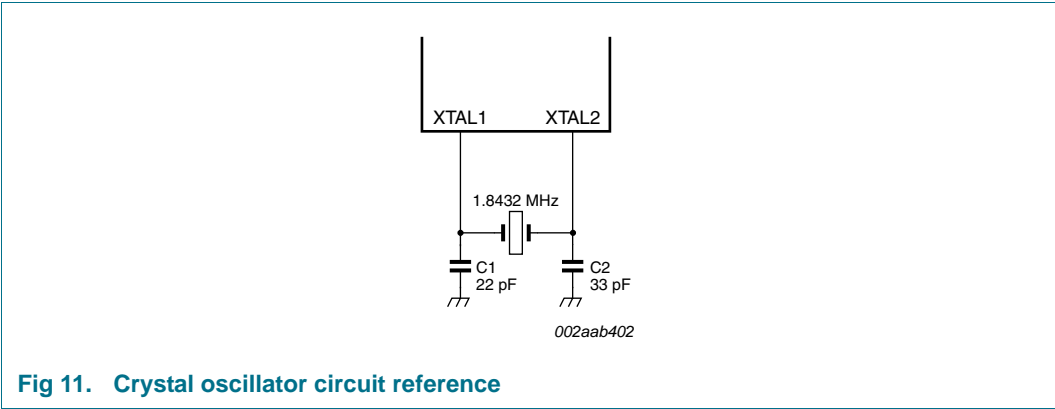 XTAL1 XTAL2
1.8432 MHz
C1
22 pF
C2
33 pF
002aab402
Fig 11. Crystal oscillator circuit reference